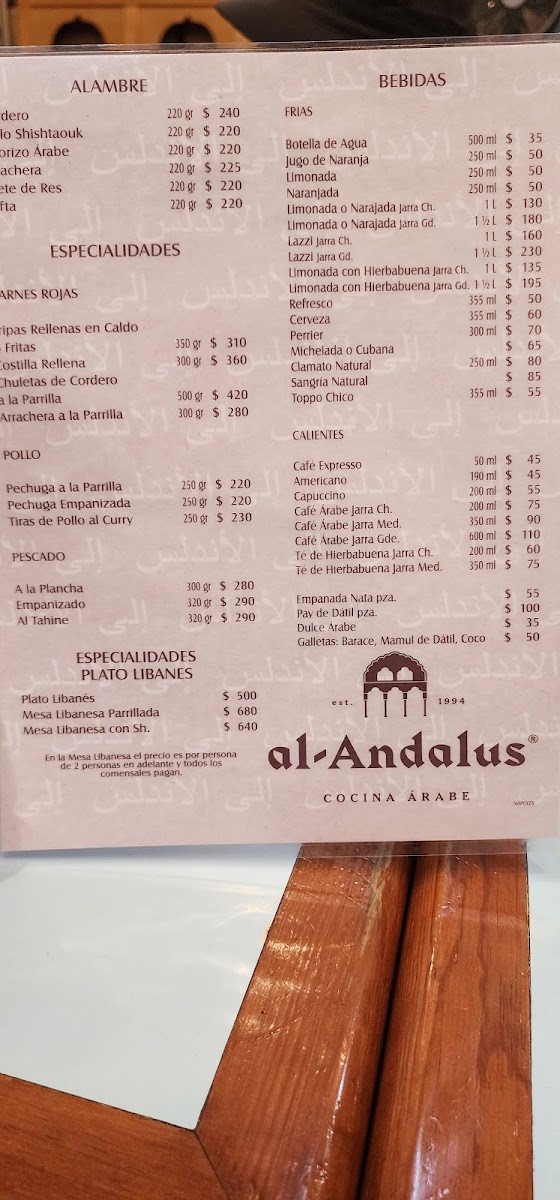 ALAMBRE
dero 220 gr $ 240
lo Shishtaouk 220 gr $ 220
orizo Árabe 220 gr $ 220
achera 220 gr $ 225
ete de Res 220 gr $ 220
fta 220 gr $ 220
ESPECIALIDADES
ARNES ROJAS
ripas Rellenas en Caldo
Fritas 350 gr $ 310
Costilla Rellena 300 gr $ 360
Chuletas de Cordero
a la Parrilla 500 gr $ 420
Arrachera a la Parrilla 300 gr $ 280
POLLO
Pechuga a la Parrilla 250 gr $ 220
Pechuga Empanizada 250 gr $ 220
Tiras de Pollo al Curry 250 gr $ 230
PESCADO
A la Plancha 300 gr $ 280
Empanizado 320 gr $ 290
Al Tahine 320 gr $ 290
ESPECIALIDADES
PLATO LIBANES
Plato Libanés $ 500
Mesa Libanesa Parrillada $ 680
Mesa Libanesa con Sh. $ 640
En la Mesa Libanesa el precio es por persona
de 2 personas en adelante y todos los
comensales pagan.
BEBIDAS
FRIAS
Botella de Agua 500 ml $ 35
Jugo de Naranja 250 ml $ 50
Limonada 250 ml $ 50
Naranjada 250 ml $ 50
Limonada o Narajada Jarra Ch. 1 L $ 130
Limonada o Narajada Jarra Gd. 1 ½ L $ 180
Lazzi Jarra Ch. 1 L $ 160
Lazzi Jarra Gd. 1 ½ L $ 230
Limonada con Hierbabuena Jarra Ch. 1 L $ 135
Limonada con Hierbabuena Jarra Gd. 1 ½ L $ 195
Refresco 355 ml $ 50
Cerveza 355 ml $ 60
Perrier 300 ml $ 70
Michelada o Cubana $ 65
Clamato Natural 250 ml $ 80
Sangría Natural $ 85
Toppo Chico 355 ml $ 55
CALIENTES
Café Expresso 50 ml $ 45
Americano 190 ml $ 45
Capuccino 200 ml $ 55
Café Árabe Jarra Ch. 200 ml $ 75
Café Árabe Jarra Med. 350 ml $ 90
Café Árabe Jarra Gde. 600 ml $ 110
Té de Hierbabuena Jarra Ch. 200 ml $ 60
Té de Hierbabuena Jarra Med. 350 ml $ 75
Empanada Nata pza. $ 55
Pay de Dátil pza. $ 100
Dulce Árabe $ 35
Galletas: Barace, Mamul de Dátil, Coco $ 50
est. 1994
al-Andalus®
COCINA ÁRABE
NÁPOLES
إلى الأندلس